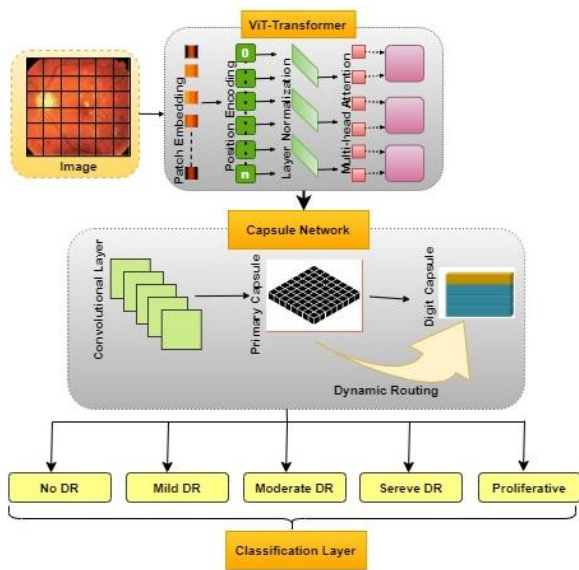 ViT-Transformer
Image
Patch Embedding
Position Encoding
0
n
Layer Normalization
Multi-head Attention
Capsule Network
Convolutional Layer
Primary Capsule
Digit Capsule
Dynamic Routing
No DR
Mild DR
Moderate DR
Sereve DR
Proliferative
Classification Layer